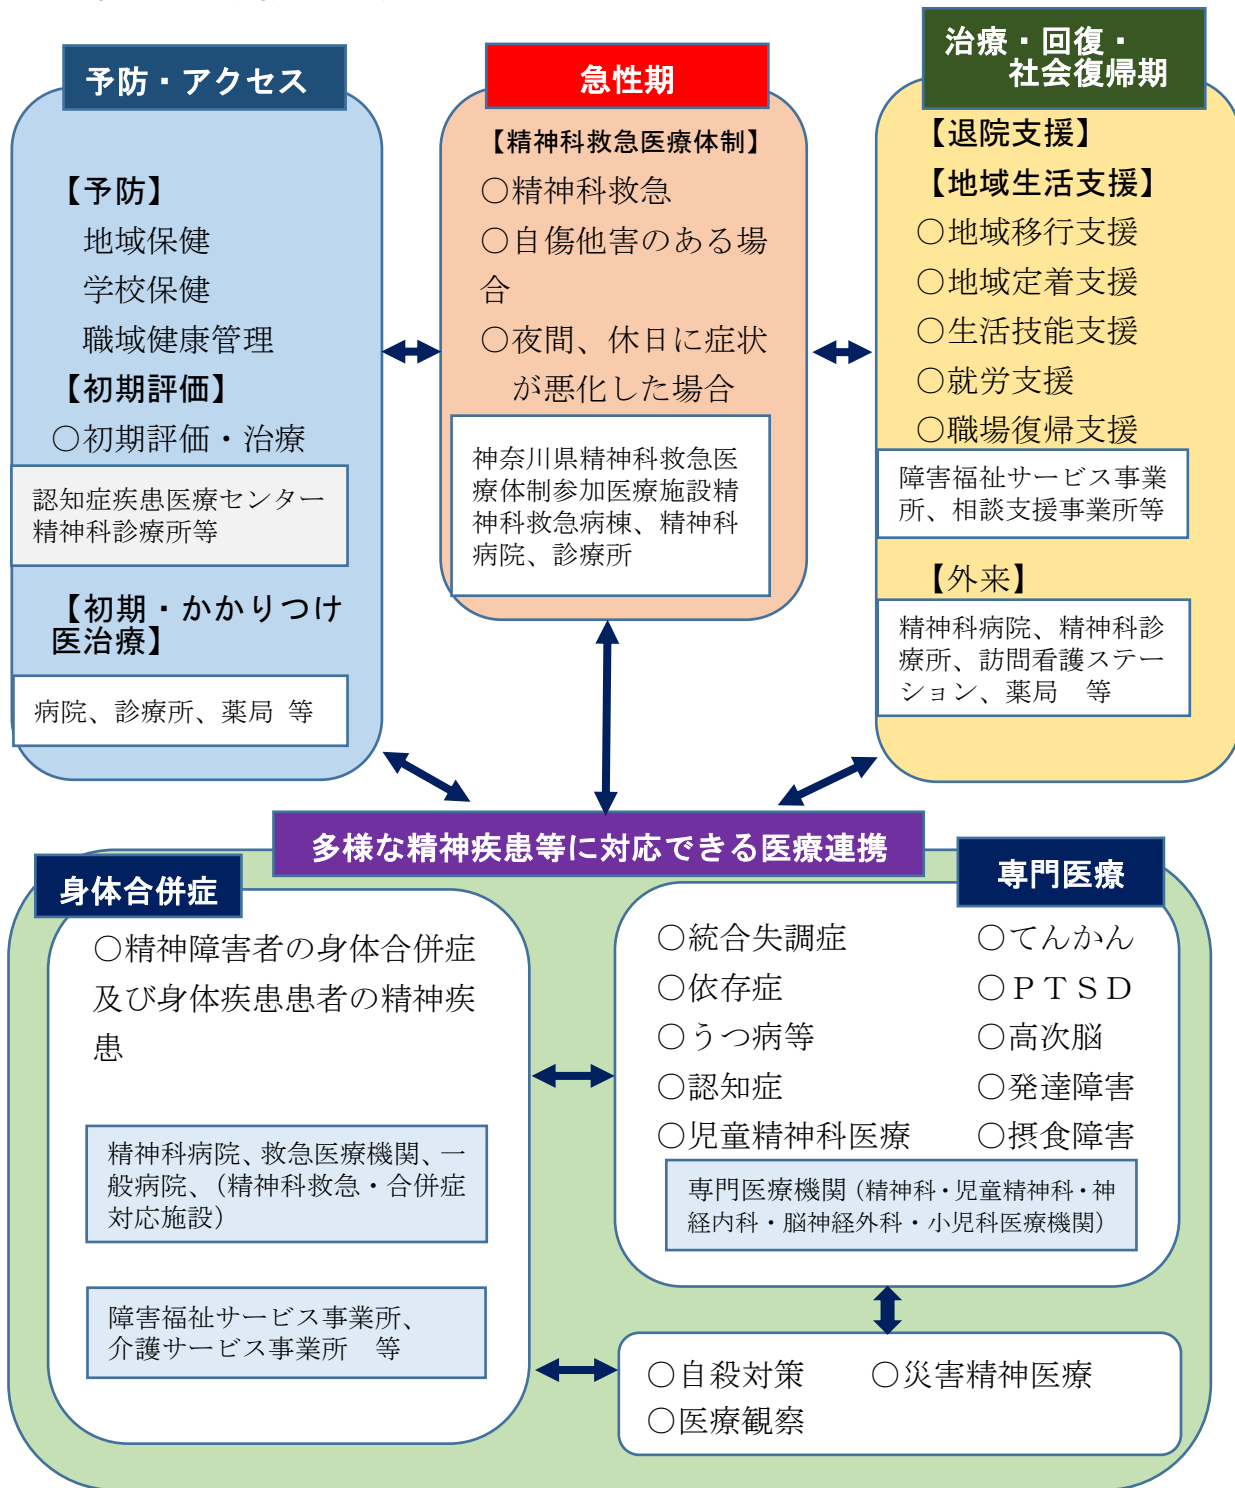 予防・アクセス
【予防】
地域保健
学校保健
職域健康管理
【初期評価】
○初期評価・治療
認知症疾患医療センター
精神科診療所等
【初期・かかりつけ
医治療】
病院、診療所、薬局 等
急性期
【精神科救急医療体制】
○精神科救急
○自傷他害のある場
合
○夜間、休日に症状
が悪化した場合
神奈川県精神科救急医
療体制参加医療施設精
神科救急病棟、精神科
病院、診療所
治療・回復・
社会復帰期
【退院支援】
【地域生活支援】
○地域移行支援
○地域定着支援
○生活技能支援
○就労支援
○職場復帰支援
障害福祉サービス事業
所、相談支援事業所等
【外来】
精神科病院、精神科診
療所、訪問看護ステー
ション、薬局 等
多様な精神疾患等に対応できる医療連携
身体合併症
○精神障害者の身体合併症
及び身体疾患患者の精神疾
患
精神科病院、救急医療機関、一
般病院、（精神科救急・合併症
対応施設）
障害福祉サービス事業所、
介護サービス事業所 等
専門医療
○統合失調症 ○てんかん
○依存症 ○ＰＴＳＤ
○うつ病等 ○高次脳
○認知症 ○発達障害
○児童精神科医療 ○摂食障害
専門医療機関（精神科・児童精神科・神
経内科・脳神経外科・小児科医療機関）
○自殺対策 ○災害精神医療
○医療観察